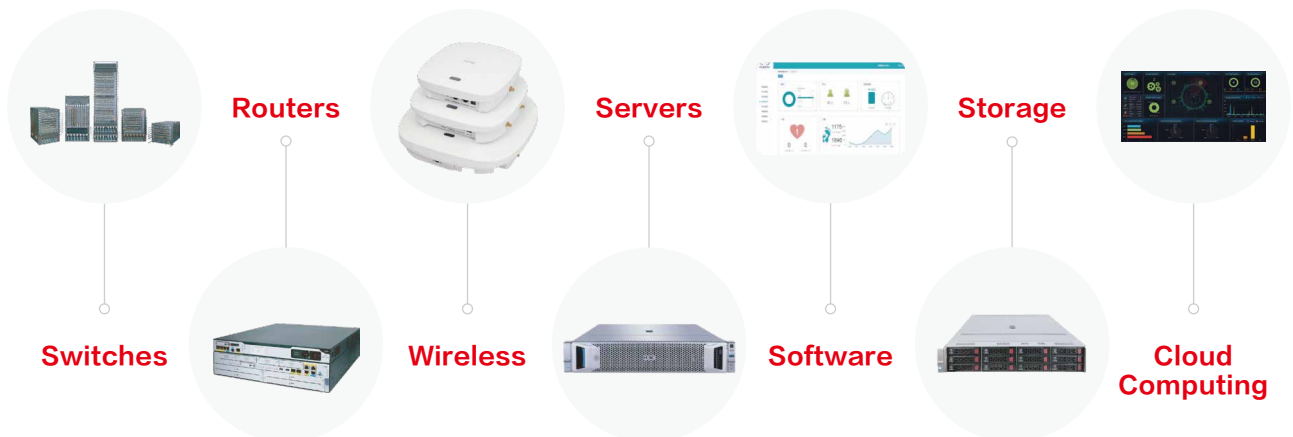 Routers
Servers
Storage
Switches
Wireless
Software
Cloud
Computing